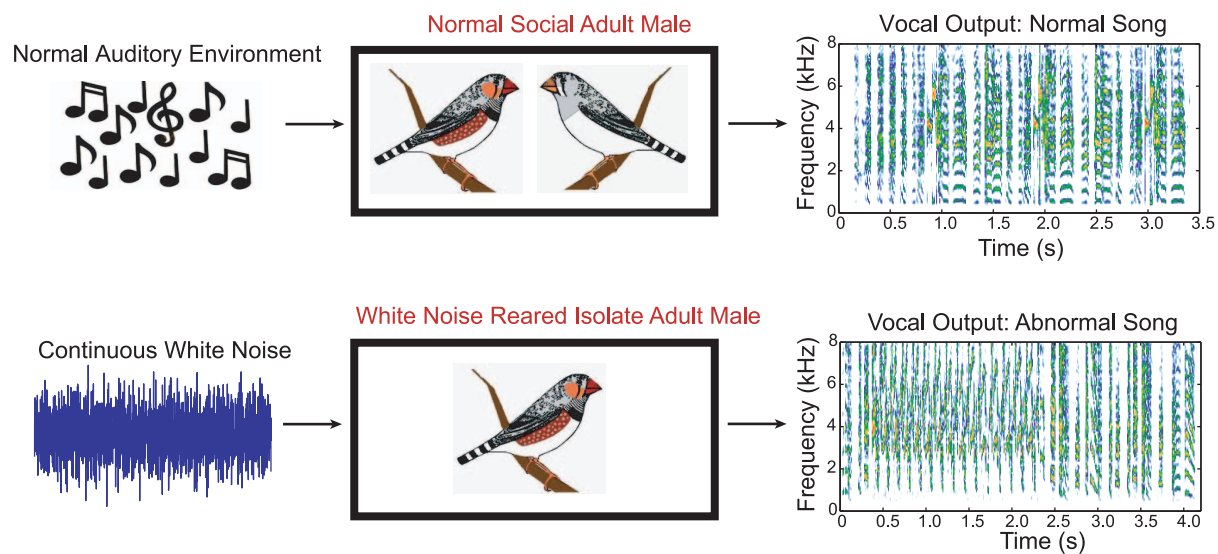 Normal Auditory Environment
Normal Social Adult Male
Vocal Output: Normal Song
Frequency (kHz)
8
6
4
2
0
0 0.5 1.0 1.5 2.0 2.5 3.0 3.5
Time (s)
Continuous White Noise
White Noise Reared Isolate Adult Male
Vocal Output: Abnormal Song
Frequency (kHz)
8
6
4
2
0
0 0.5 1.0 1.5 2.0 2.5 3.0 3.5 4.0
Time (s)